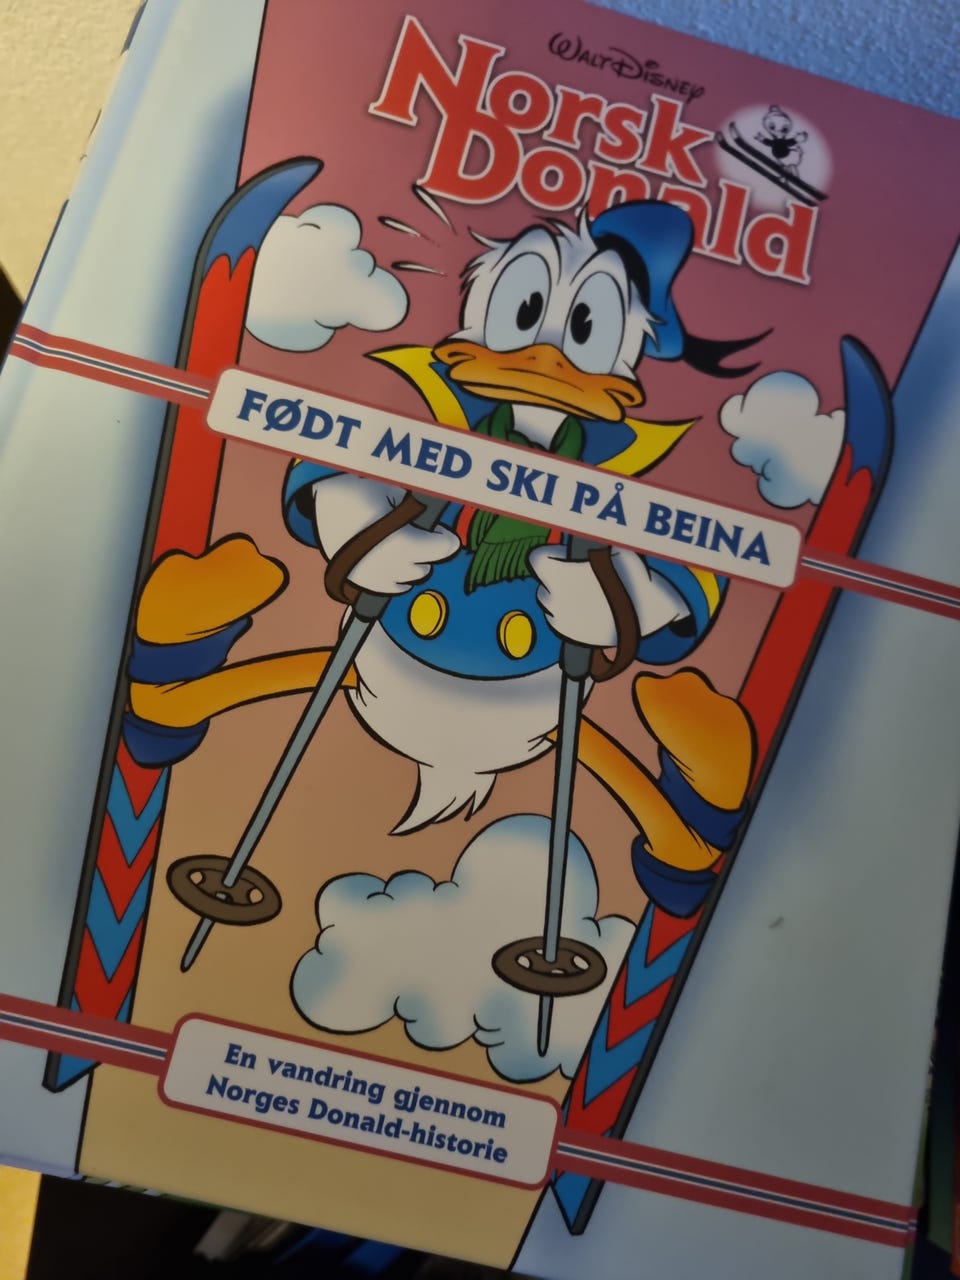 WALT DISNEY
NORSK
DONALD
FØDT MED SKI PÅ BEINA
En vandring gjennom
Norges Donald-historie